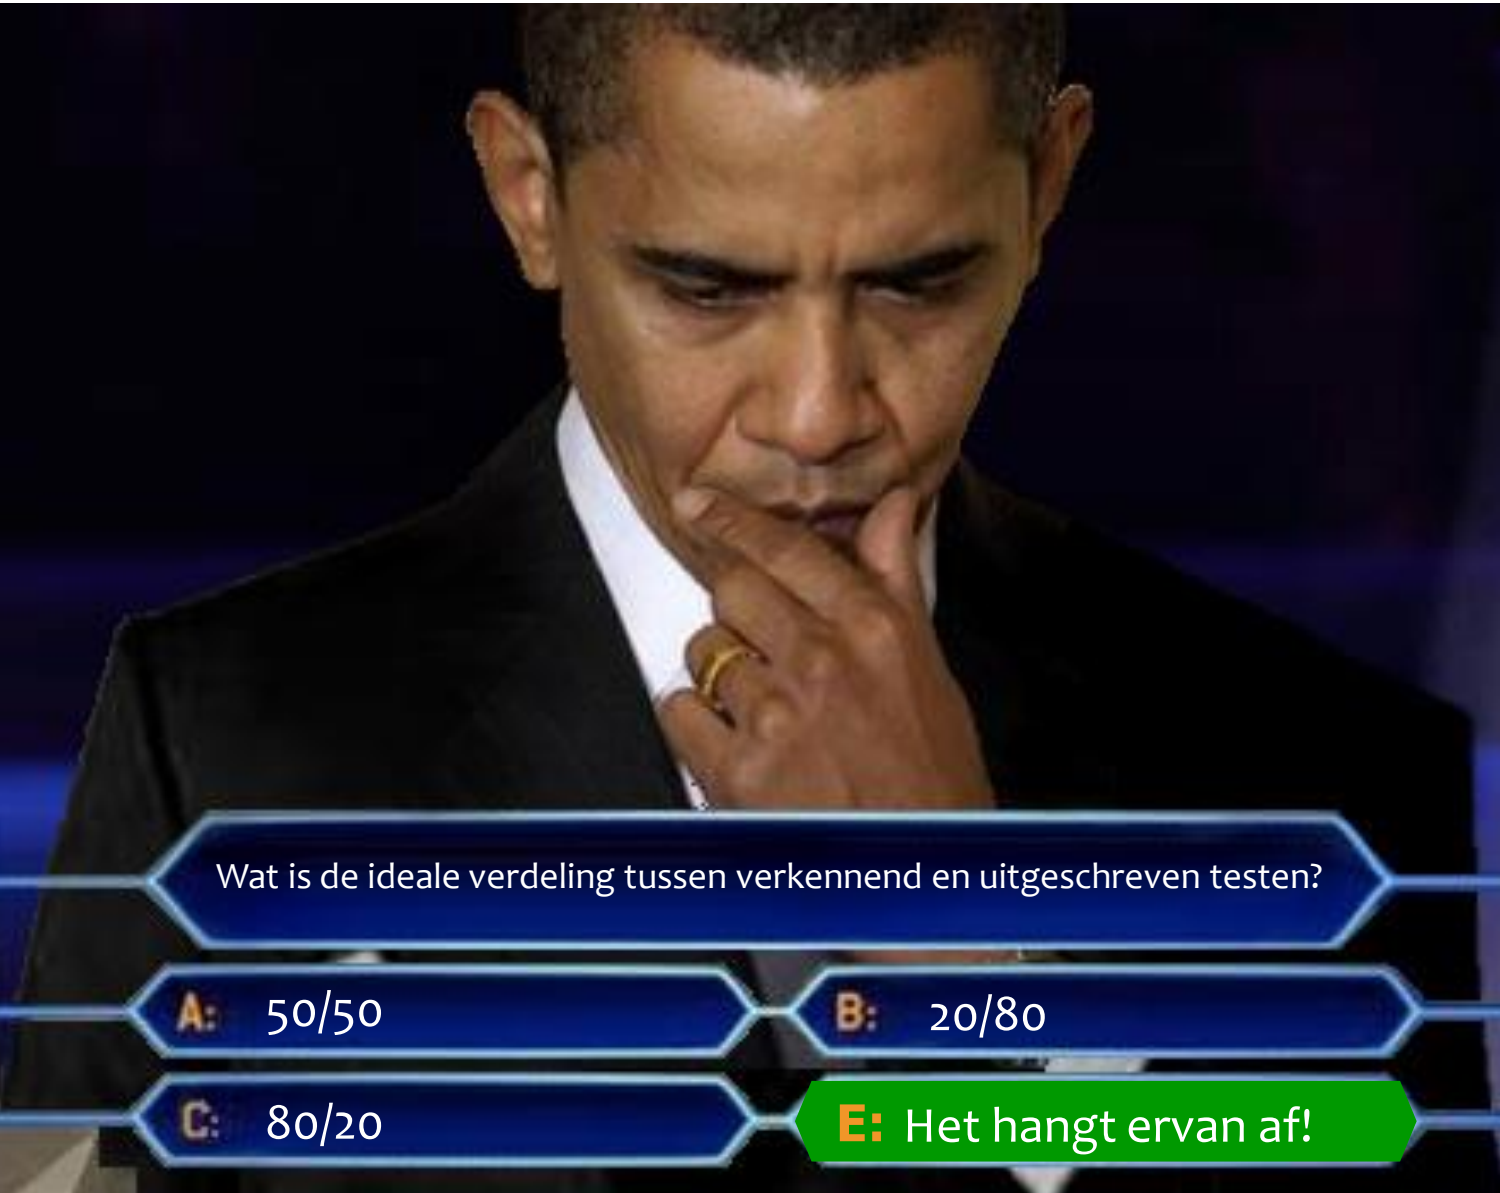 Wat is de ideale verdeling tussen verkennend en uitgeschreven testen?
A: 50/50
B: 20/80
C: 80/20
E: Het hangt ervan af!